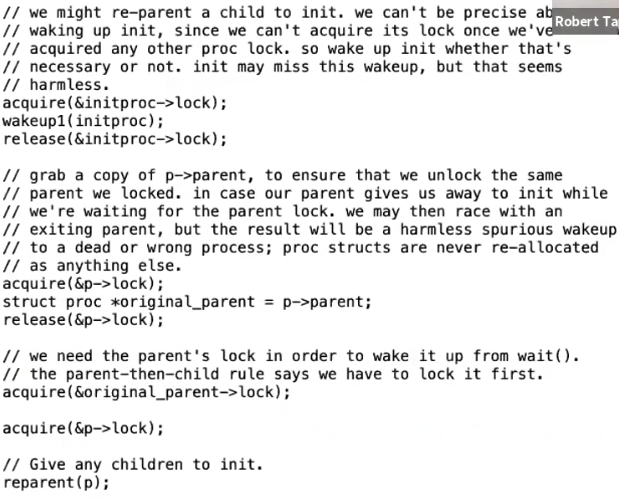 // we might re-parent a child to init. we can't be precise
Robert
// waking up init, since we can't acquire its lock once we've
// acquired any other proc lock. so wake up init whether that's
// necessary or not. init may miss this wakeup, but that seems
// harmless.
acquire(&initproc->lock);
wakeup1(initproc);
release(&initproc->lock);
// grab a copy of p->parent, to ensure that we unlock the same
// parent we locked. in case our parent gives us away to init while
// we're waiting for the parent lock. we may then race with an
// exiting parent, but the result will be a harmless spurious wakeup
// to a dead or wrong process; proc structs are never re-allocated
// as anything else.
acquire(&p->lock);
struct proc *original_parent = p->parent;
release(&p->lock);
// we need the parent's lock in order to wake it up from wait().
// the parent-then-child rule says we have to lock it first.
acquire(&original_parent->lock);
acquire(&p->lock);
// Give any children to init.
reparent(p);